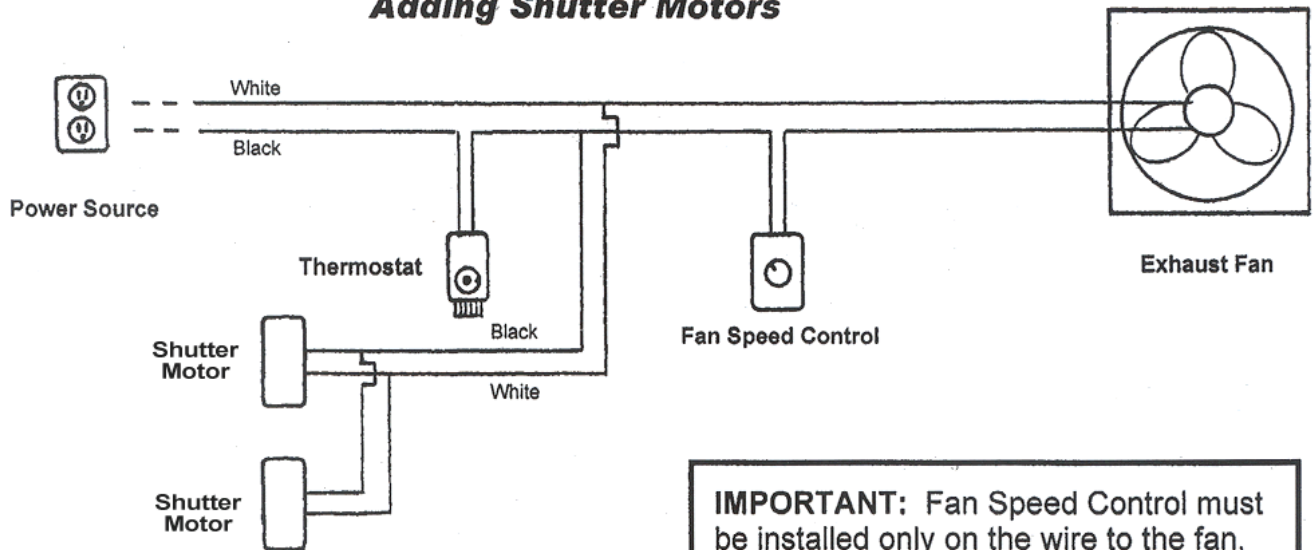 Adding Shutter Motors
White
Black
Power Source
Thermostat
Exhaust Fan
Fan Speed Control
Black
Shutter
Motor
White
Shutter
Motor
IMPORTANT: Fan Speed Control must
be installed only on the wire to the fan.